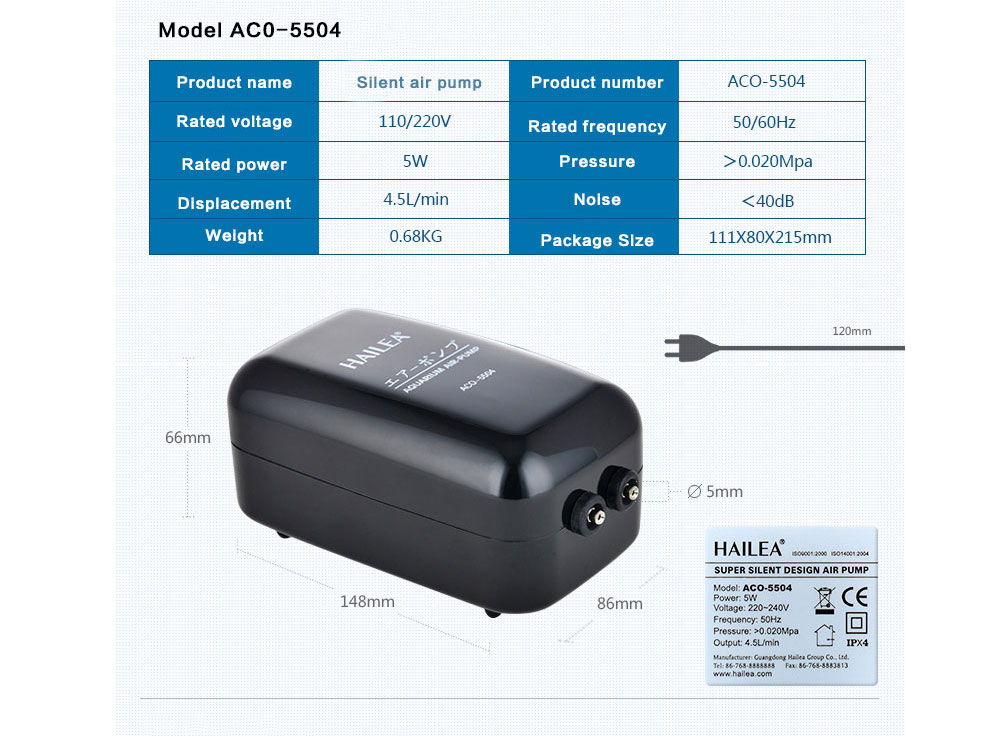 Model AC0-5504
Product name Silent air pump Product number ACO-5504
Rated voltage 110/220V Rated frequency 50/60Hz
Rated power 5W Pressure ＞0.020Mpa
Displacement 4.5L/min Noise ＜40dB
Weight 0.68KG Package Size 111X80X215mm
120mm
HAILEA®
エアーポンプ
AQUARIUM AIR-PUMP
ACO-5504
66mm
∅ 5mm
148mm
86mm
HAILEA® ISO9001:2000 ISO14001:2004
SUPER SILENT DESIGN AIR PUMP
Model: ACO-5504
Power: 5W
Voltage: 220~240V
Frequency: 50Hz
Pressure: >0.020Mpa
Output: 4.5L/min
CE
IPX4
Manufacturer: Guangdong Hailea Group Co., Ltd.
Tel: 86-768-8888888 Fax: 86-768-8883813
www.hailea.com